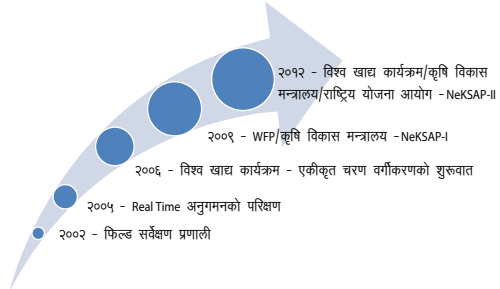 २०१२ - विश्व खाद्य कार्यक्रम/कृषि विकास
मन्त्रालय/राष्ट्रिय योजना आयोग - NeKSAP-II
२००९ - WFP/कृषि विकास मन्त्रालय - NeKSAP-I
२००६ - विश्व खाद्य कार्यक्रम - एकीकृत चरण वर्गीकरणको शुरूवात
२००५ - Real Time अनुगमनको परिक्षण
२००२ - फिल्ड सर्वेक्षण प्रणाली